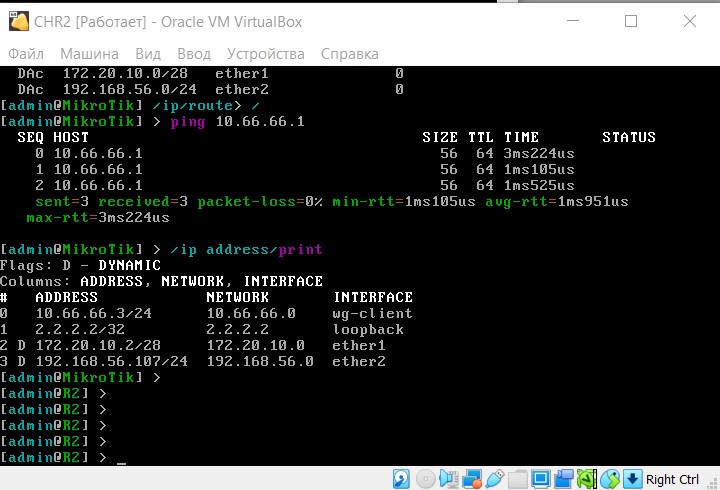 CHR2 [Работает] - Oracle VM VirtualBox
Файл Машина Вид Ввод Устройства Справка
DAc 172.20.10.0/28 ether1 0
DAc 192.168.56.0/24 ether2 0
[admin@MikroTik] /ip/route> /
[admin@MikroTik] > ping 10.66.66.1
SEQ HOST SIZE TTL TIME STATUS
0 10.66.66.1 56 64 3ms224us
1 10.66.66.1 56 64 1ms105us
2 10.66.66.1 56 64 1ms525us
sent=3 received=3 packet-loss=0% min-rtt=1ms105us avg-rtt=1ms951us
max-rtt=3ms224us
[admin@MikroTik] > /ip address/print
Flags: D - DYNAMIC
Columns: ADDRESS, NETWORK, INTERFACE
# ADDRESS NETWORK INTERFACE
0 10.66.66.3/24 10.66.66.0 wg-client
1 2.2.2.2/32 2.2.2.2 loopback
2 D 172.20.10.2/28 172.20.10.0 ether1
3 D 192.168.56.107/24 192.168.56.0 ether2
[admin@MikroTik] >
[admin@R2] >
[admin@R2] >
[admin@R2] >
[admin@R2] >
[admin@R2] > _
Right Ctrl